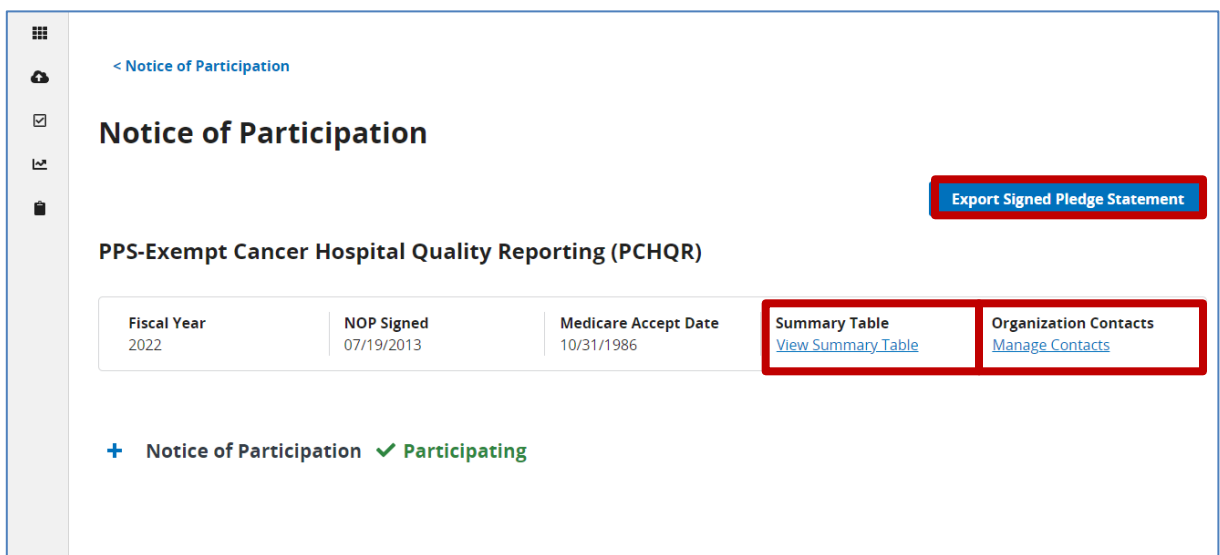 < Notice of Participation
Notice of Participation
Export Signed Pledge Statement
PPS-Exempt Cancer Hospital Quality Reporting (PCHQR)
Fiscal Year
2022
NOP Signed
07/19/2013
Medicare Accept Date
10/31/1986
Summary Table
View Summary Table
Organization Contacts
Manage Contacts
+ Notice of Participation ✓ Participating